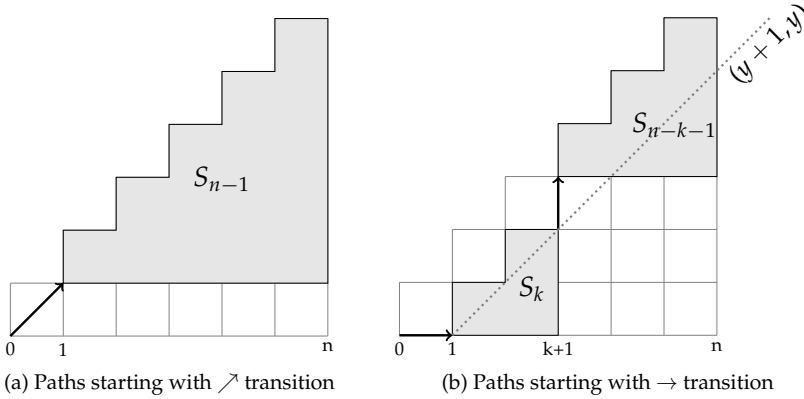 (y + 1, y)
S_{n−k−1}
S_{n−1}
S_k
0 1 n
0 1 k+1 n
(a) Paths starting with ↗ transition
(b) Paths starting with → transition